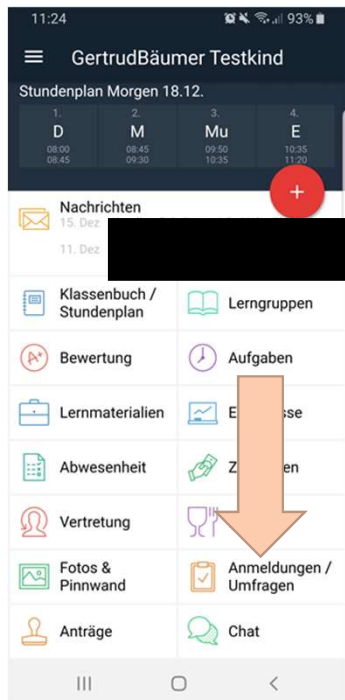 11:24 93%
GertrudBäumer Testkind
Stundenplan Morgen 18.12.
1. 2. 3. 4.
D M Mu E
08:00 08:45 09:50 10:35
08:45 09:30 10:35 11:20
+
Nachrichten
15. Dez
11. Dez
Klassenbuch /
Stundenplan
Lerngruppen
A+
Bewertung
Aufgaben
Lernmaterialien
E sse
Abwesenheit
Z en
Vertretung
Fotos &
Pinnwand
Anmeldungen /
Umfragen
Anträge
Chat